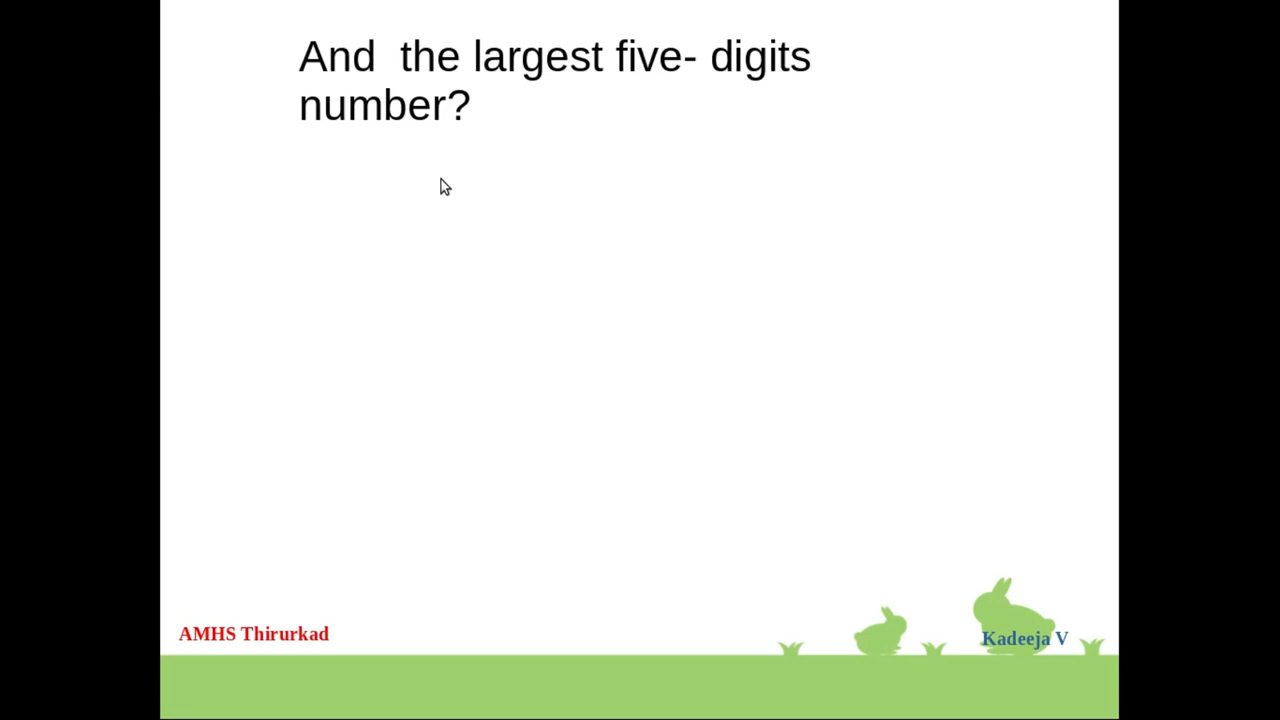 And  the largest five- digits
number?
AMHS Thirurkad
Kadeeja V